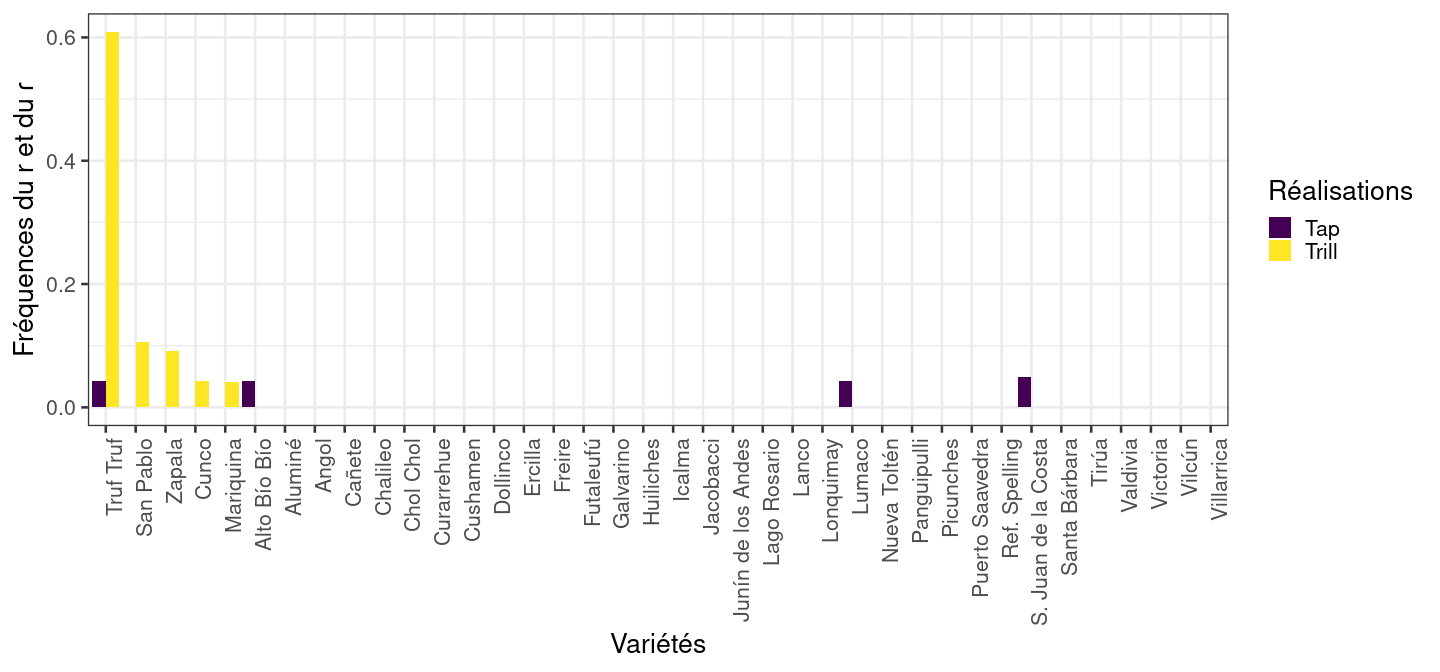 Fréquences du r et du r
0.6
0.4
0.2
0.0
Truf Truf
San Pablo
Zapala
Cunco
Mariquina
Alto Bío Bío
Aluminé
Angol
Cañete
Chalileo
Chol Chol
Curarrehue
Cushamen
Dollinco
Ercilla
Freire
Futaleufú
Galvarino
Huiliches
Icalma
Jacobacci
Junín de los Andes
Lago Rosario
Lanco
Lonquimay
Lumaco
Nueva Toltén
Panguipulli
Picunches
Puerto Saavedra
Ref. Spelling
S. Juan de la Costa
Santa Bárbara
Tirúa
Valdivia
Victoria
Vilcún
Villarrica
Variétés
Réalisations
Tap
Trill